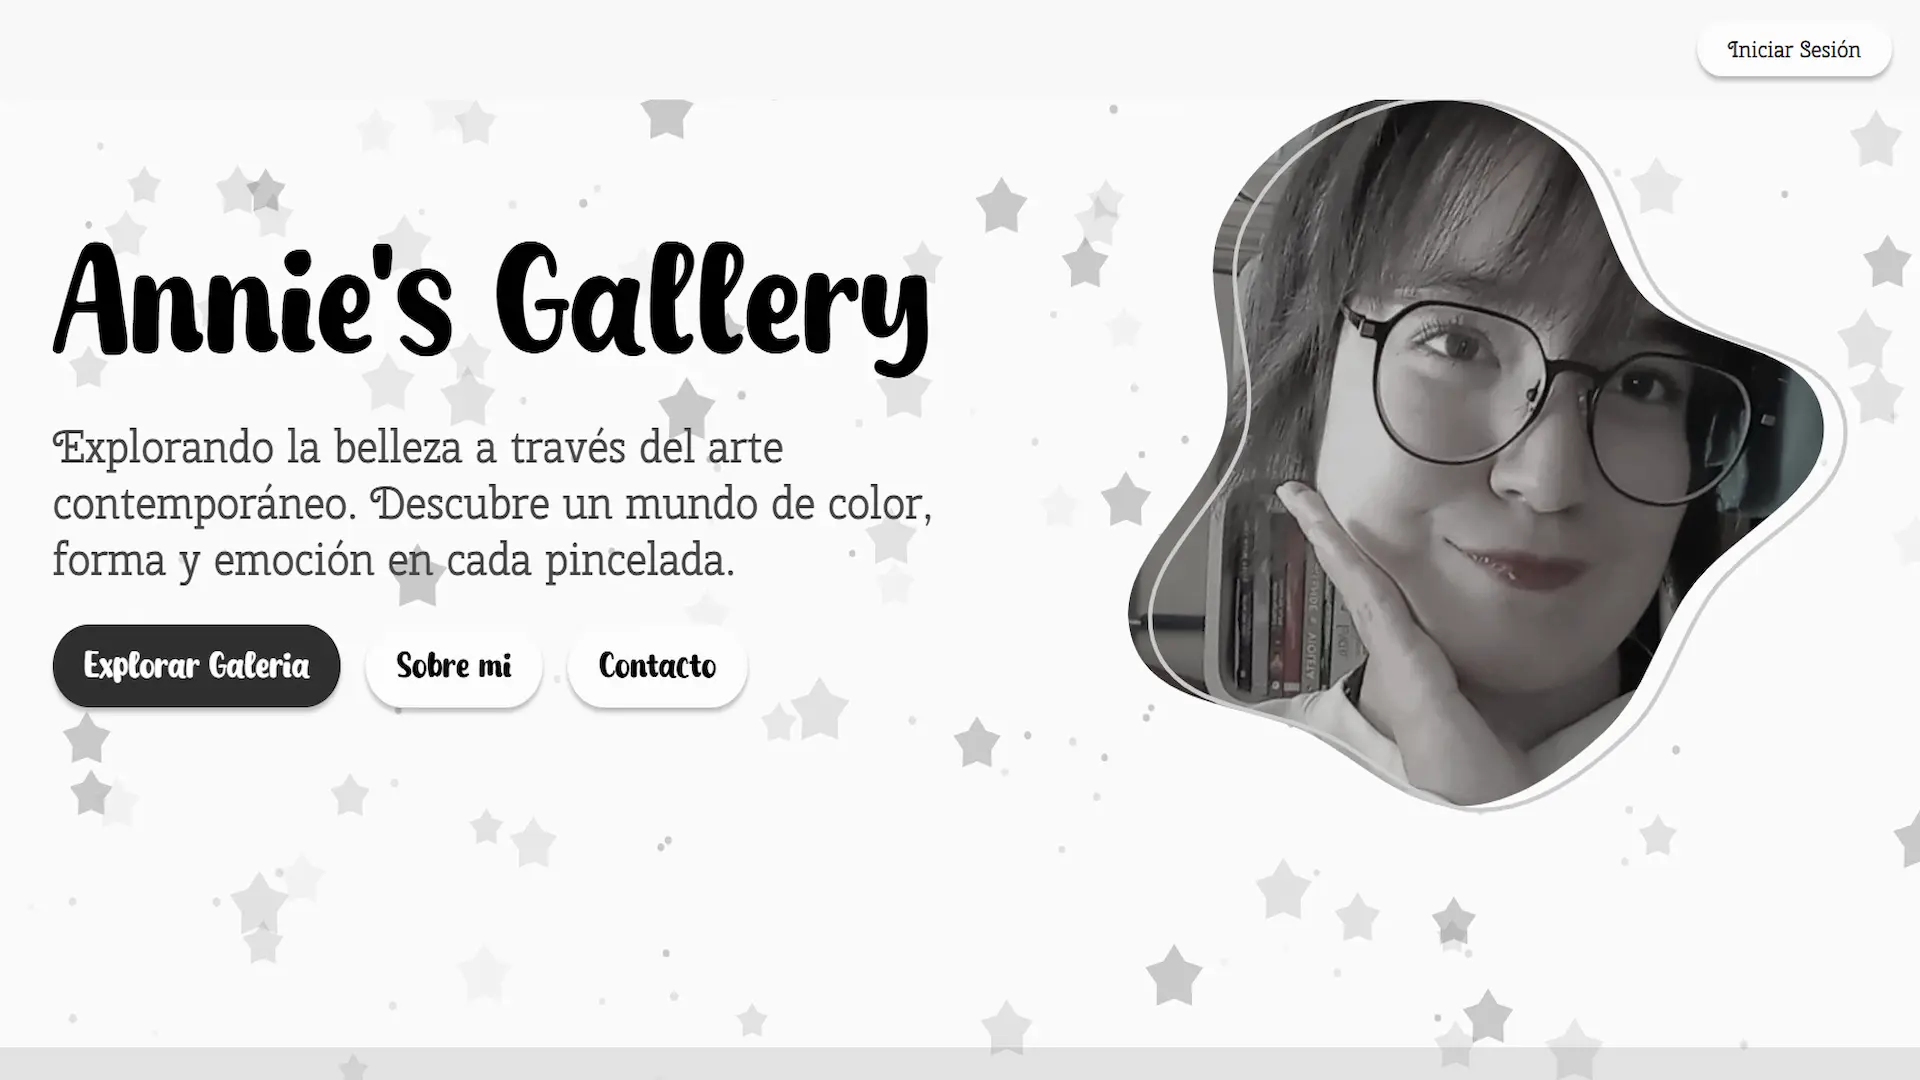 Iniciar Sesión
Annie's Gallery
Explorando la belleza a través del arte
contemporáneo. Descubre un mundo de color,
forma y emoción en cada pincelada.
Explorar Galeria
Sobre mi
Contacto